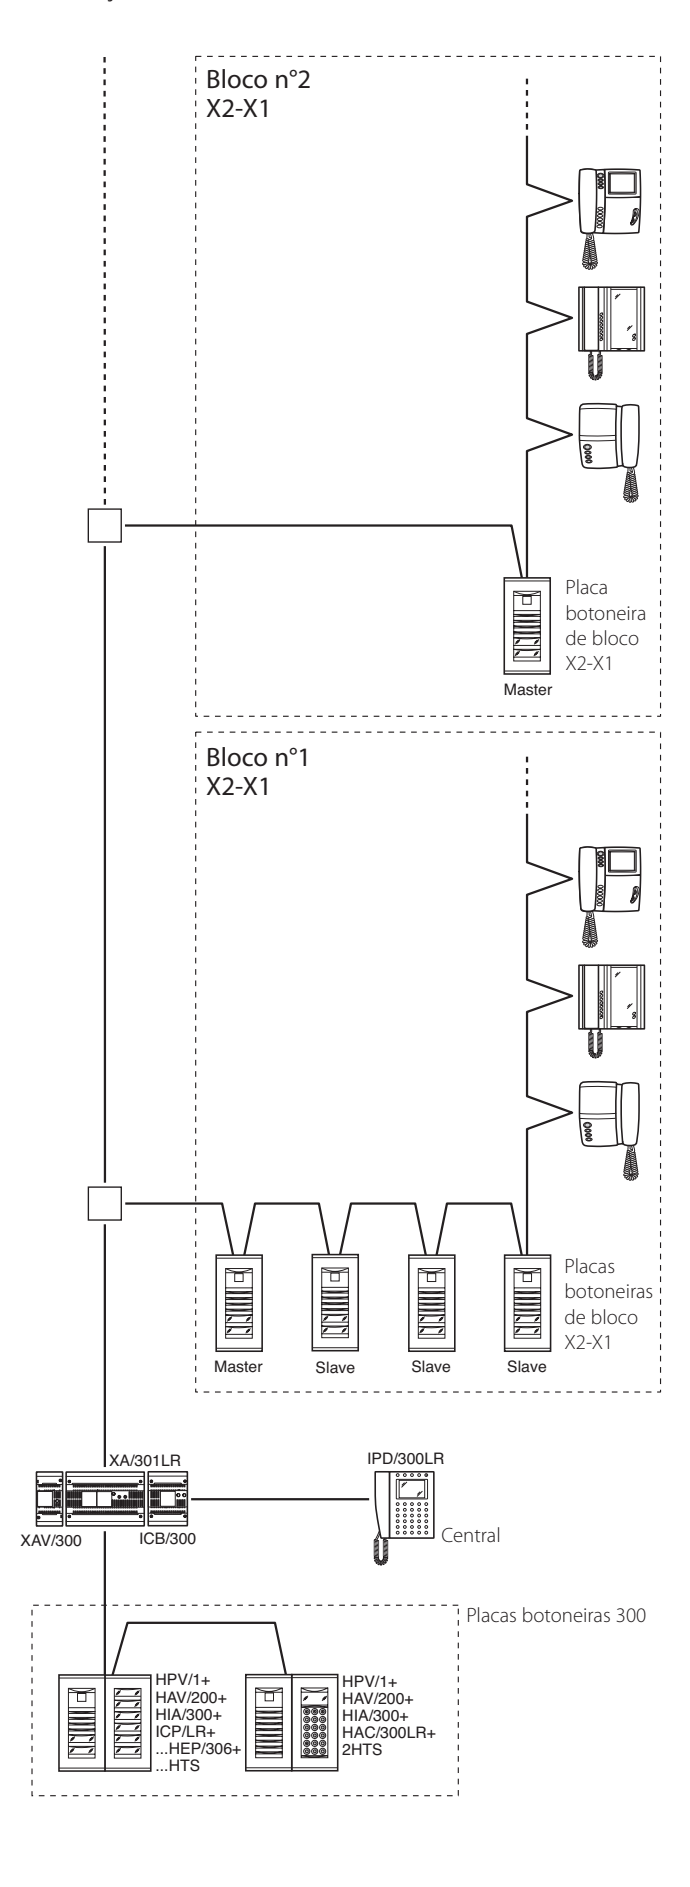 Bloco n°2
X2-X1
Placa
botoneira
de bloco
X2-X1
Master
Bloco n°1
X2-X1
Placas
botoneiras
de bloco
X2-X1
Master
Slave
Slave
Slave
XA/301LR
IPD/300LR
XAV/300
ICB/300
Central
Placas botoneiras 300
HPV/1+
HAV/200+
HIA/300+
ICP/LR+
...HEP/306+
...HTS
HPV/1+
HAV/200+
HIA/300+
HAC/300LR+
2HTS